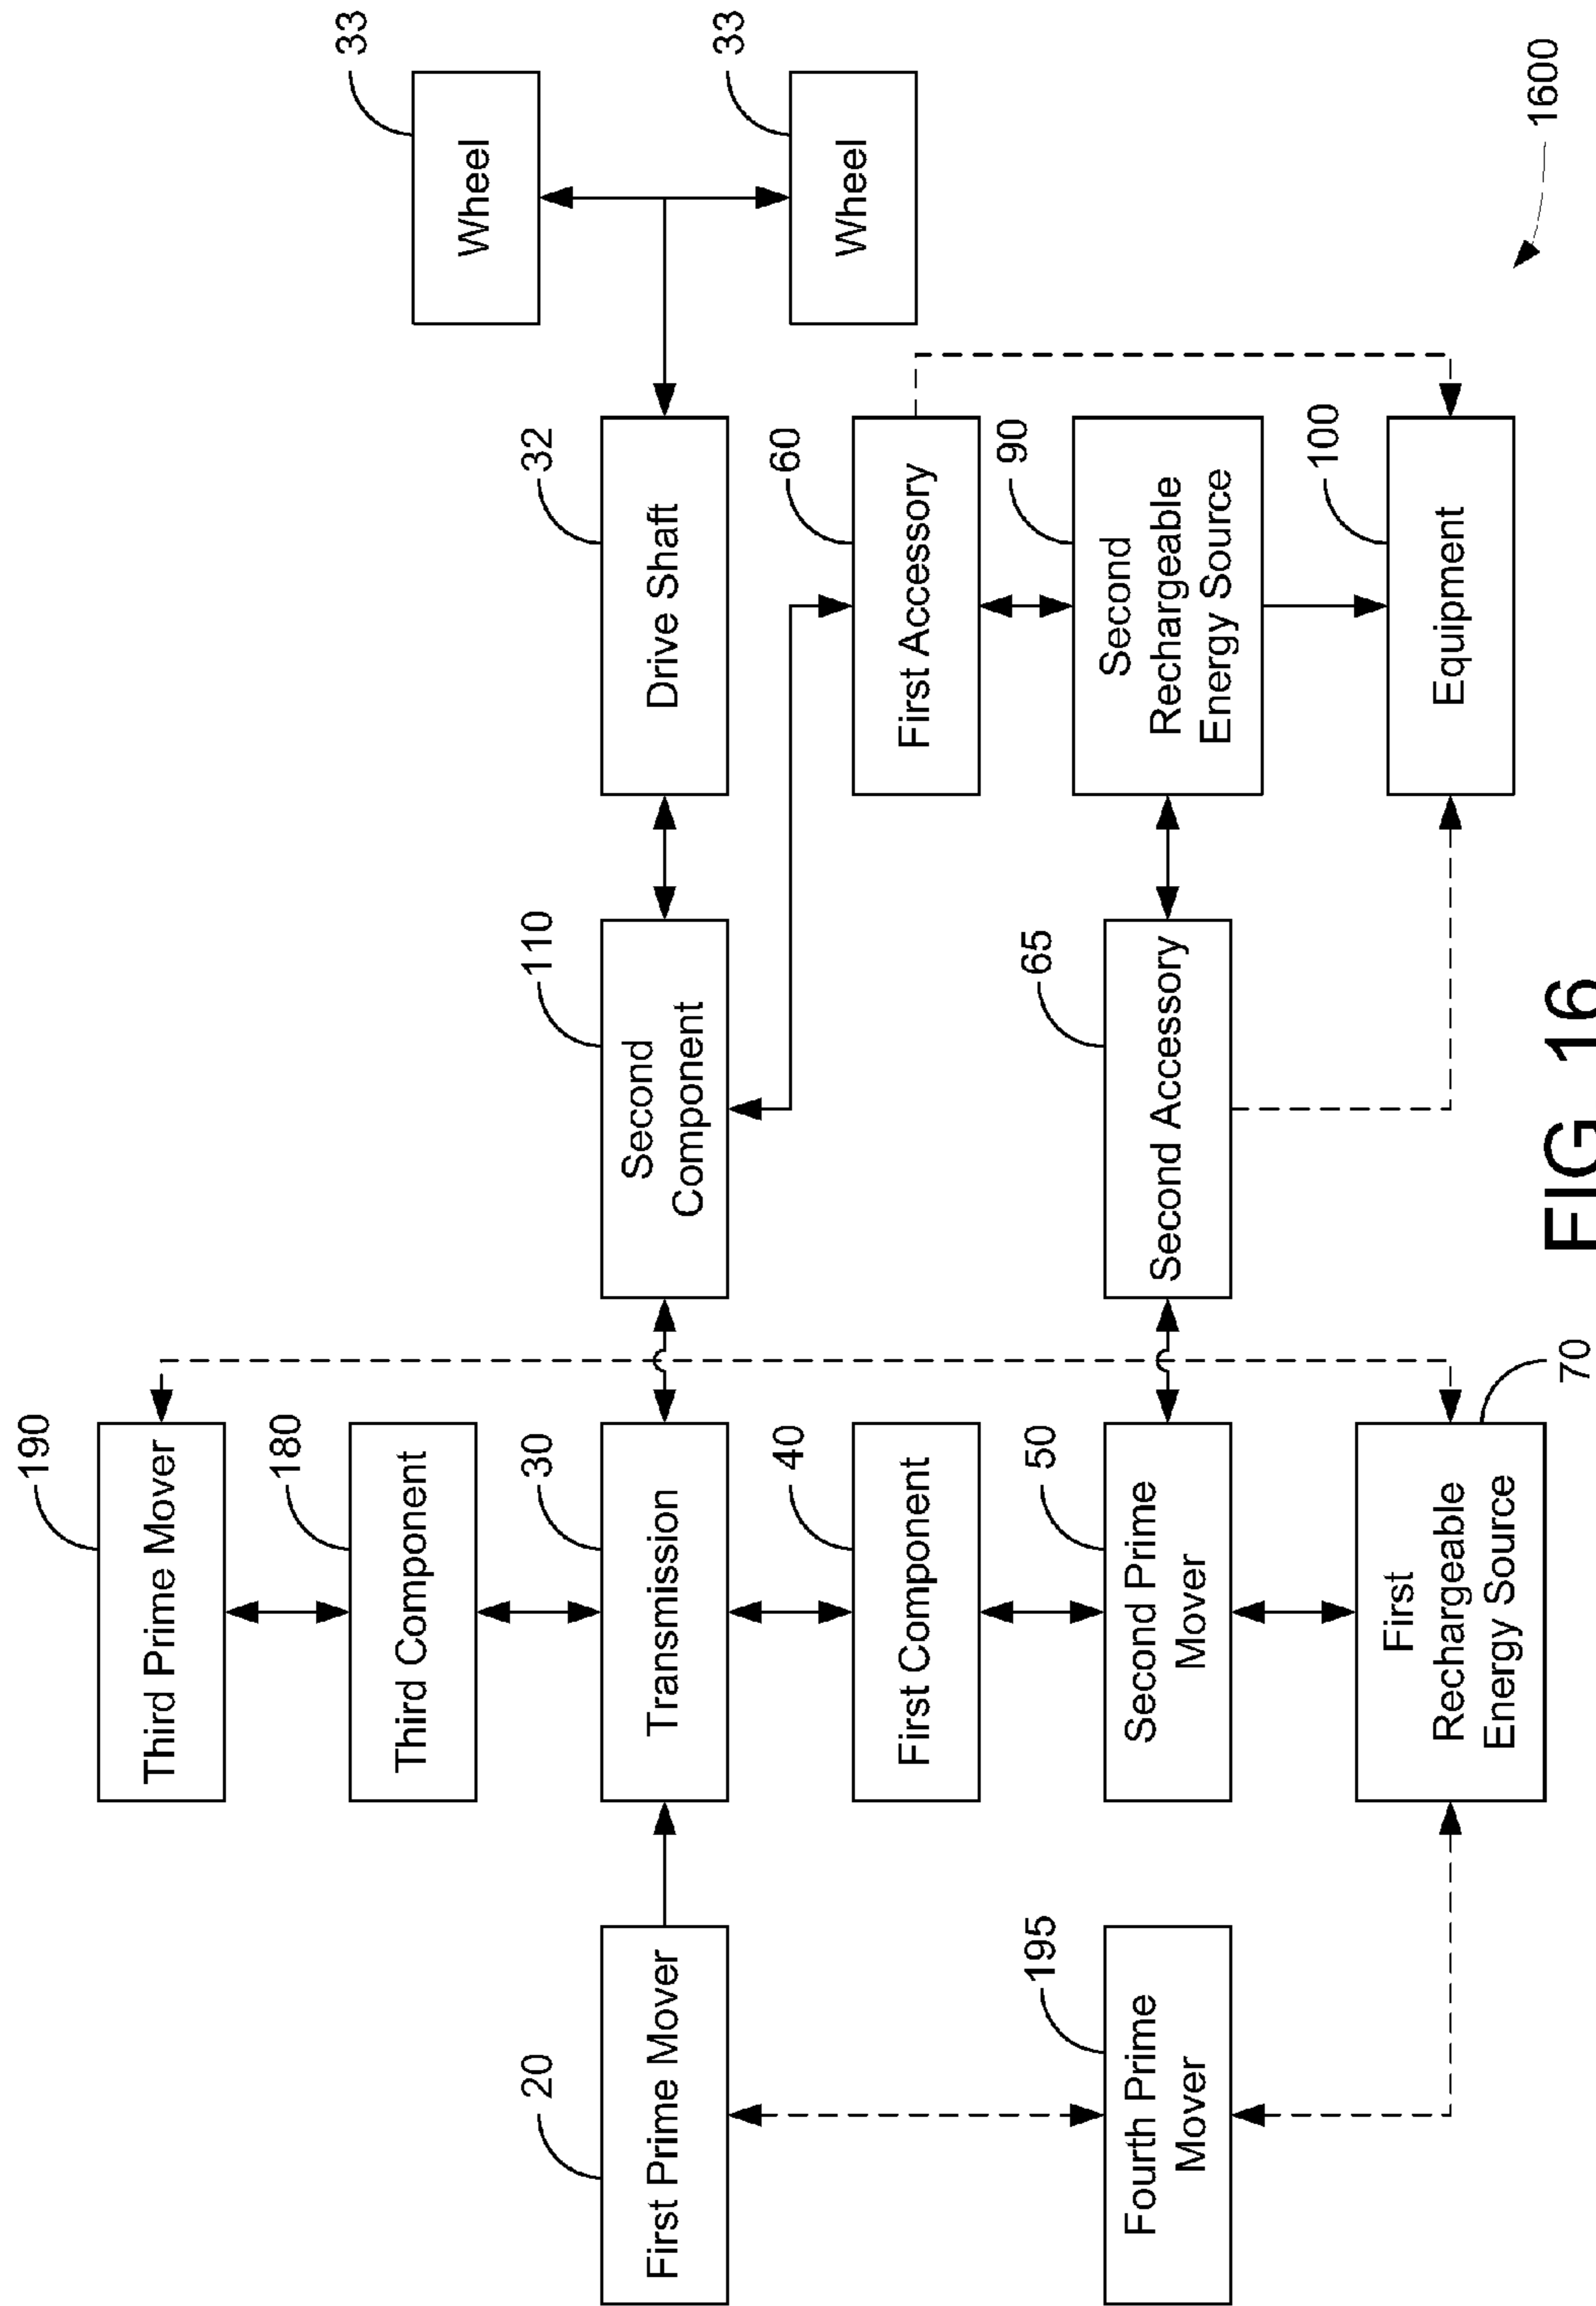 190
Third Prime Mover
180
Third Component
20
First Prime Mover
30
Transmission
110
Second
Component
32
Drive Shaft
33
Wheel
33
Wheel
40
First Component
60
First Accessory
195
Fourth Prime
Mover
50
Second Prime
Mover
65
Second Accessory
90
Second
Rechargeable
Energy Source
First
Rechargeable
Energy Source
70
100
Equipment
1600
FIG 16